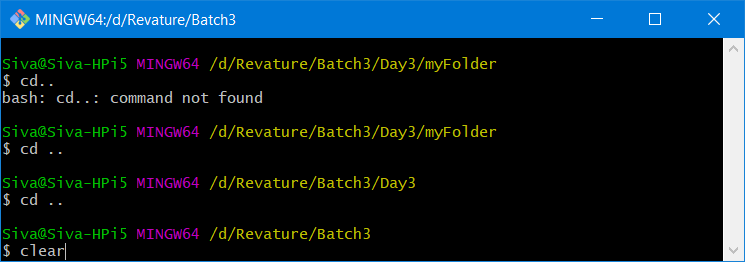 MINGW64:/d/Revature/Batch3
Siva@Siva-HPi5 MINGW64 /d/Revature/Batch3/Day3/myFolder
$ cd..
bash: cd..: command not found
Siva@Siva-HPi5 MINGW64 /d/Revature/Batch3/Day3/myFolder
$ cd ..
Siva@Siva-HPi5 MINGW64 /d/Revature/Batch3/Day3
$ cd ..
Siva@Siva-HPi5 MINGW64 /d/Revature/Batch3
$ clear